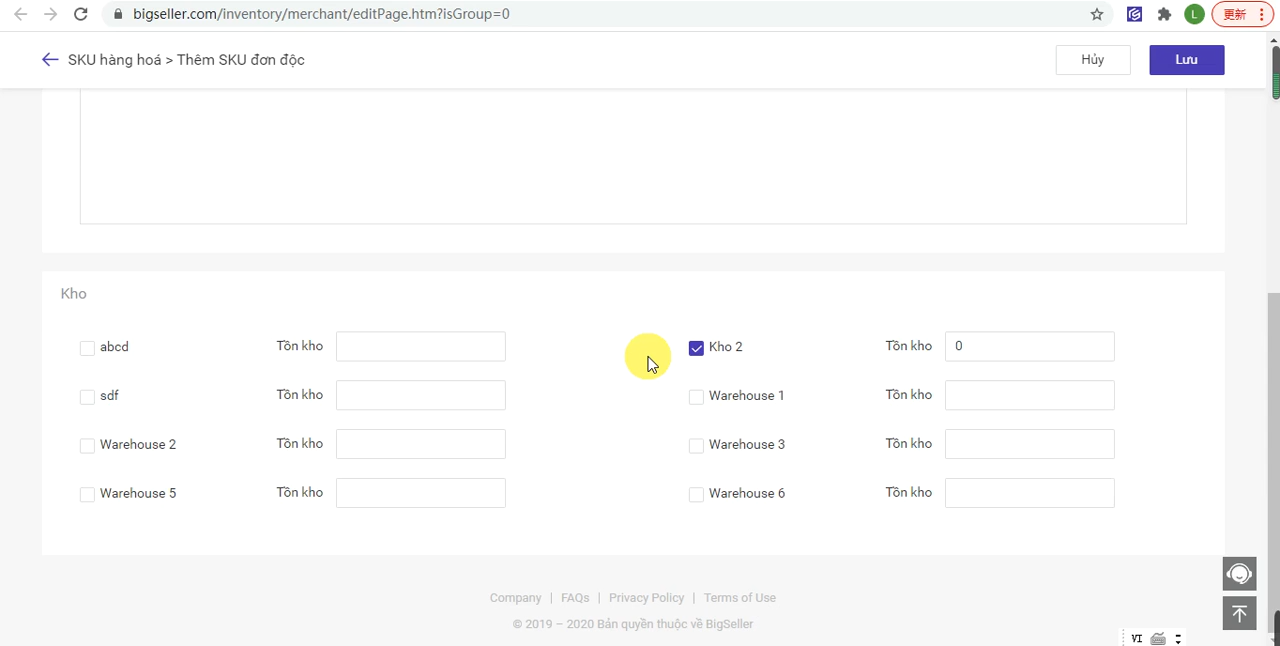 bigseller.com/inventory/merchant/editPage.htm?isGroup=0
L
更新
SKU hàng hoá > Thêm SKU đơn độc
Hủy
Lưu
Kho
abcd Tồn kho
Kho 2 Tồn kho 0
sdf Tồn kho
Warehouse 1 Tồn kho
Warehouse 2 Tồn kho
Warehouse 3 Tồn kho
Warehouse 5 Tồn kho
Warehouse 6 Tồn kho
Company | FAQs | Privacy Policy | Terms of Use
© 2019 – 2020 Bản quyền thuộc về BigSeller
VI